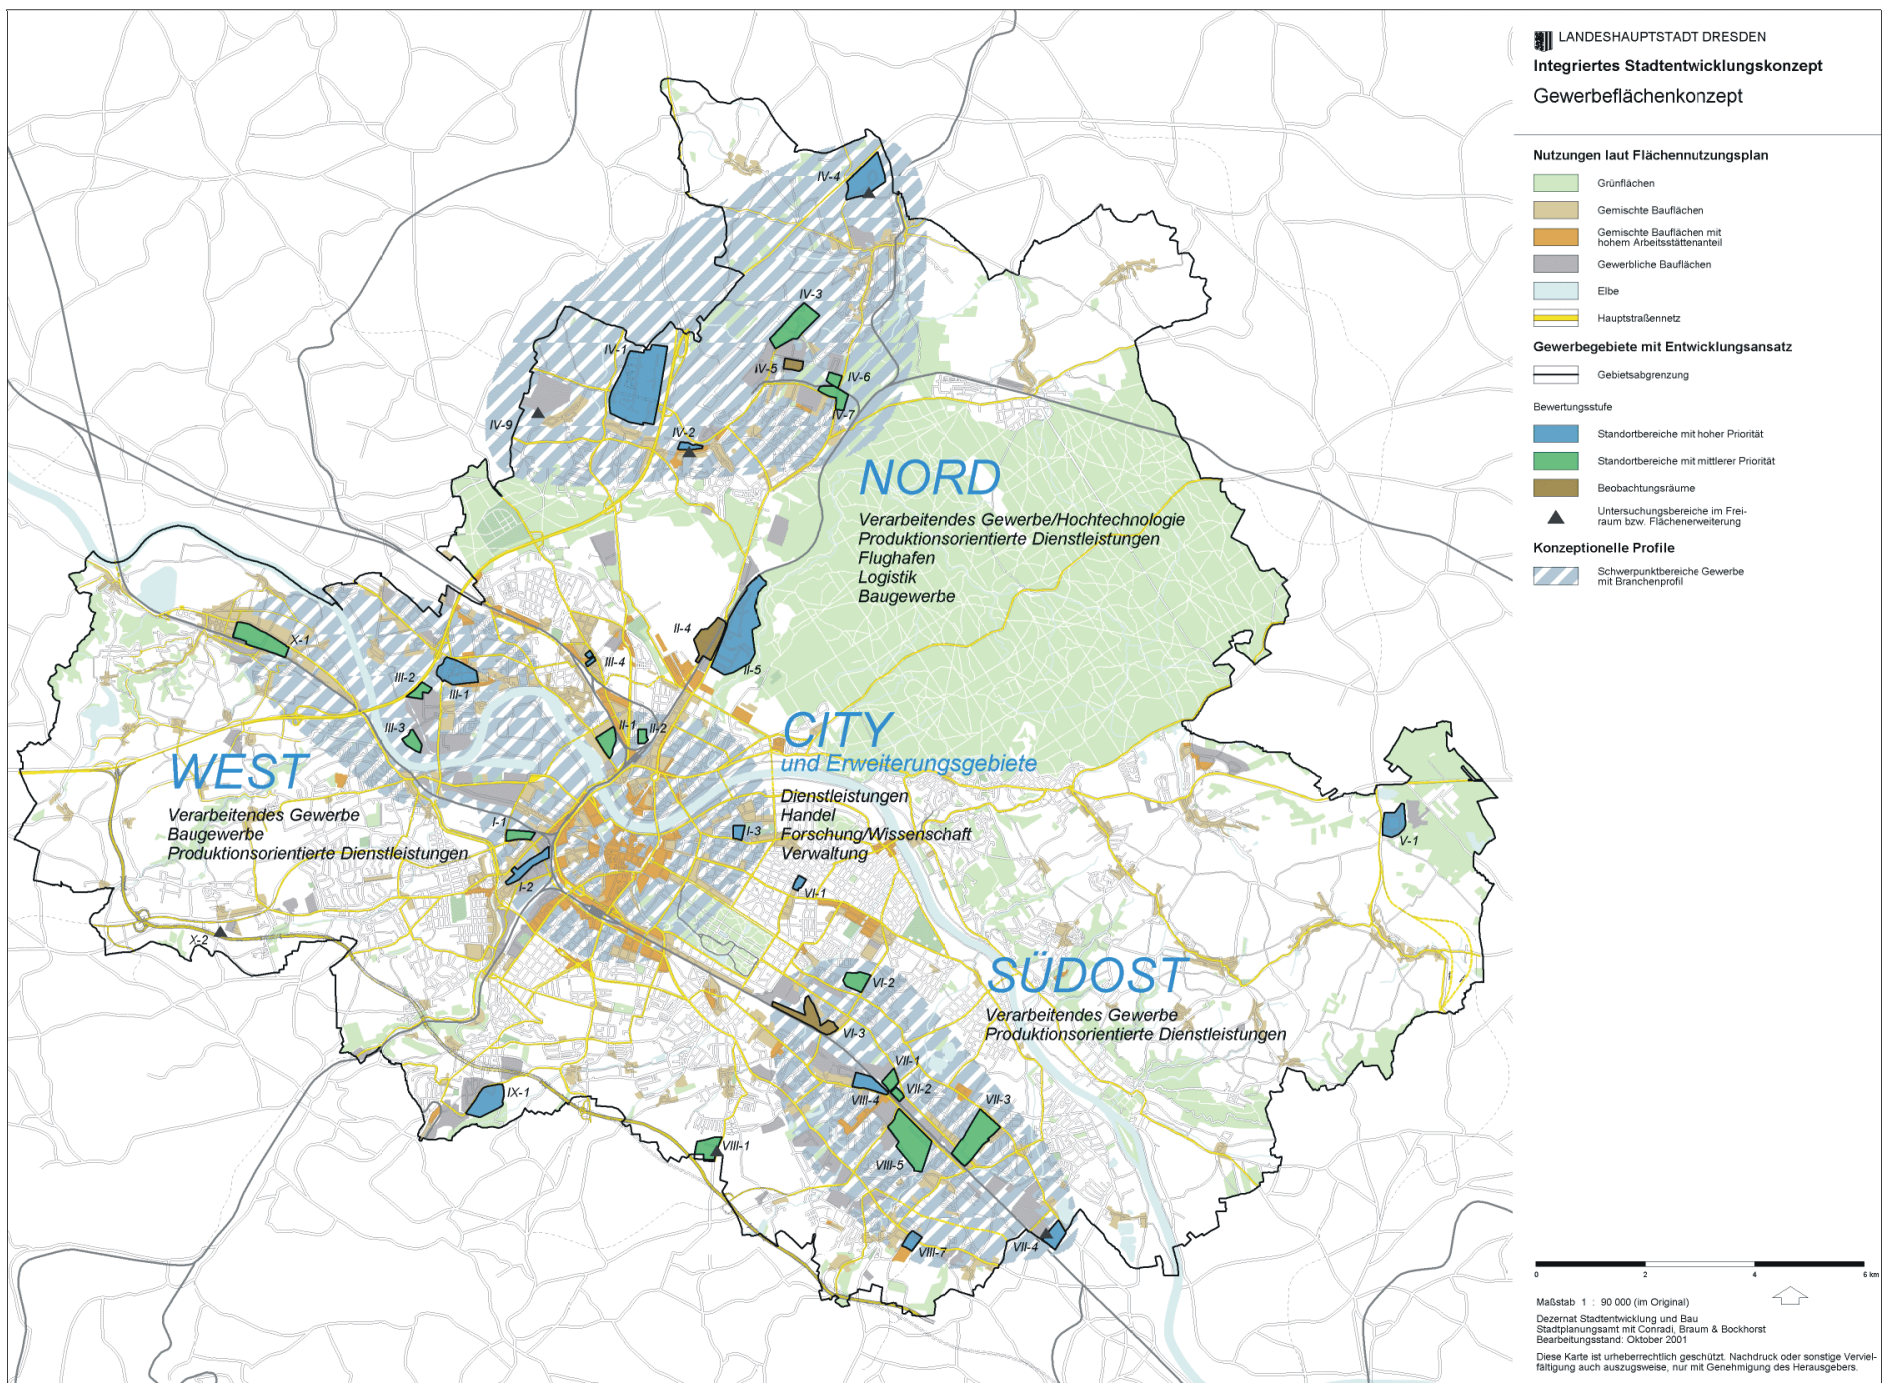 LANDESHAUPTSTADT DRESDEN
Integriertes Stadtentwicklungskonzept
Gewerbeflächenkonzept
Nutzungen laut Flächennutzungsplan
Grünflächen
Gemischte Bauflächen
Gemischte Bauflächen mit
hohem Arbeitsstättenanteil
Gewerbliche Bauflächen
Elbe
Hauptstraßennetz
Gewerbegebiete mit Entwicklungsansatz
Gebietsabgrenzung
Bewertungsstufe
Standortbereiche mit hoher Priorität
Standortbereiche mit mittlerer Priorität
Beobachtungsräume
Untersuchungsbereiche im Frei-
raum bzw. Flächenerweiterung
Konzeptionelle Profile
Schwerpunktbereiche Gewerbe
mit Branchenprofil
IV-4
IV-3
IV-1
IV-5
IV-6
IV-7
IV-9
IV-2
NORD
Verarbeitendes Gewerbe/Hochtechnologie
Produktionsorientierte Dienstleistungen
Flughafen
Logistik
Baugewerbe
X-1
II-4
II-5
III-4
III-2
III-1
III-3
II-1
II-2
WEST
Verarbeitendes Gewerbe
Baugewerbe
Produktionsorientierte Dienstleistungen
CITY
und Erweiterungsgebiete
Dienstleistungen
Handel
Forschung/Wissenschaft
Verwaltung
I-1
I-2
I-3
V-1
VI-1
X-2
SÜDOST
Verarbeitendes Gewerbe
Produktionsorientierte Dienstleistungen
VI-2
VI-3
VII-1
VII-2
VIII-4
VII-3
IX-1
VIII-1
VIII-5
VIII-7
VII-4
0 2 4 6 km
Maßstab 1 : 90 000 (im Original)
Dezernat Stadtentwicklung und Bau
Stadtplanungsamt mit Conradi, Braum & Bockhorst
Bearbeitungsstand: Oktober 2001
Diese Karte ist urheberrechtlich geschützt. Nachdruck oder sonstige Verviel-
fältigung auch auszugsweise, nur mit Genehmigung des Herausgebers.